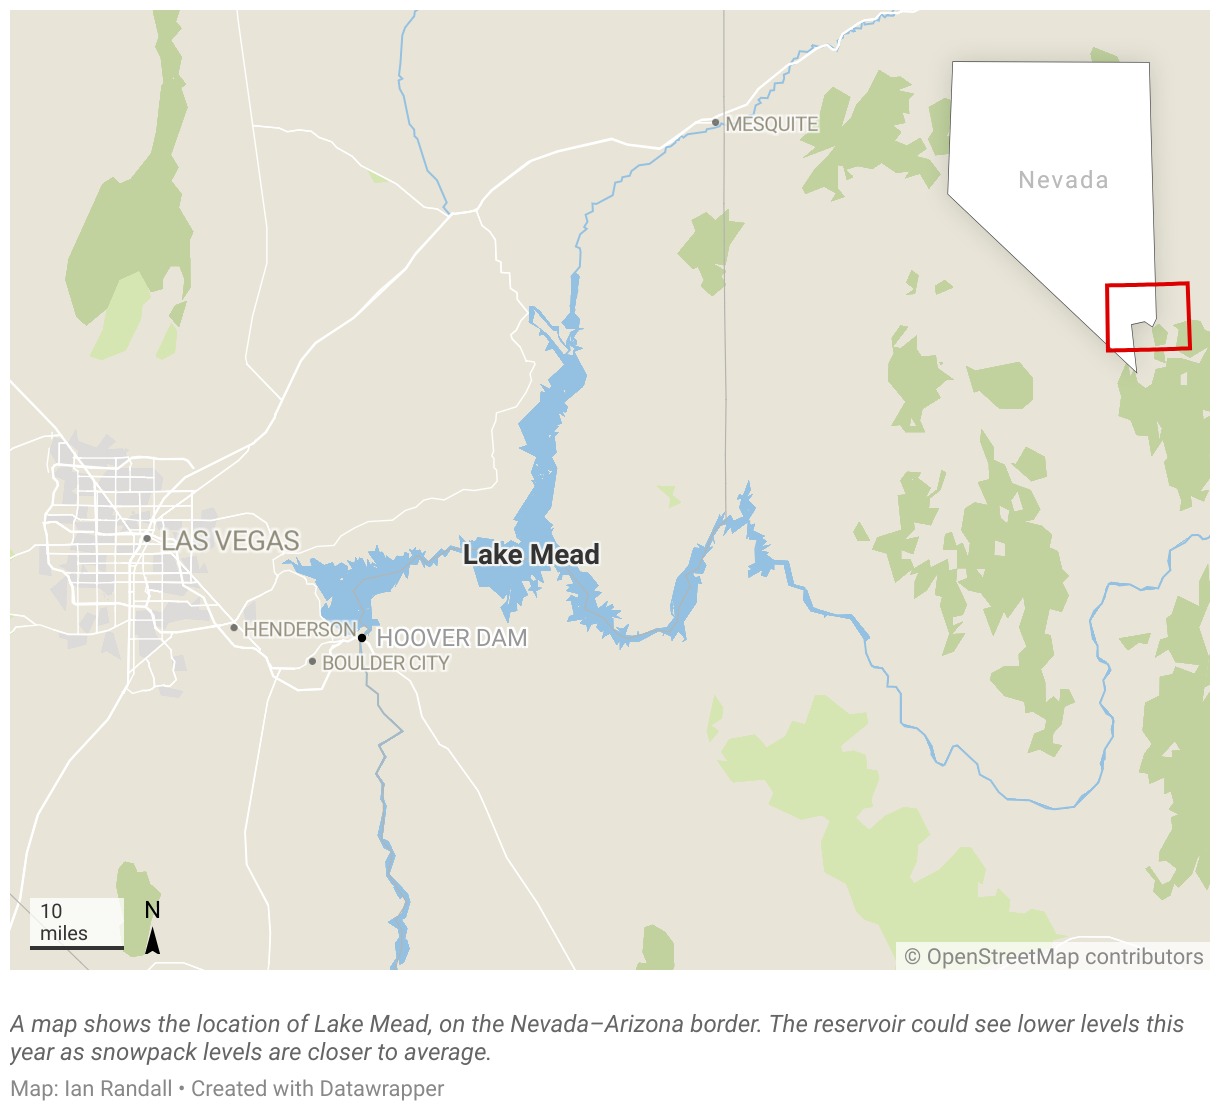 MESQUITE
Nevada
LAS VEGAS
Lake Mead
HENDERSON
HOOVER DAM
BOULDER CITY
10
miles
N
© OpenStreetMap contributors
A map shows the location of Lake Mead, on the Nevada–Arizona border. The reservoir could see lower levels this
year as snowpack levels are closer to average.
Map: Ian Randall • Created with Datawrapper